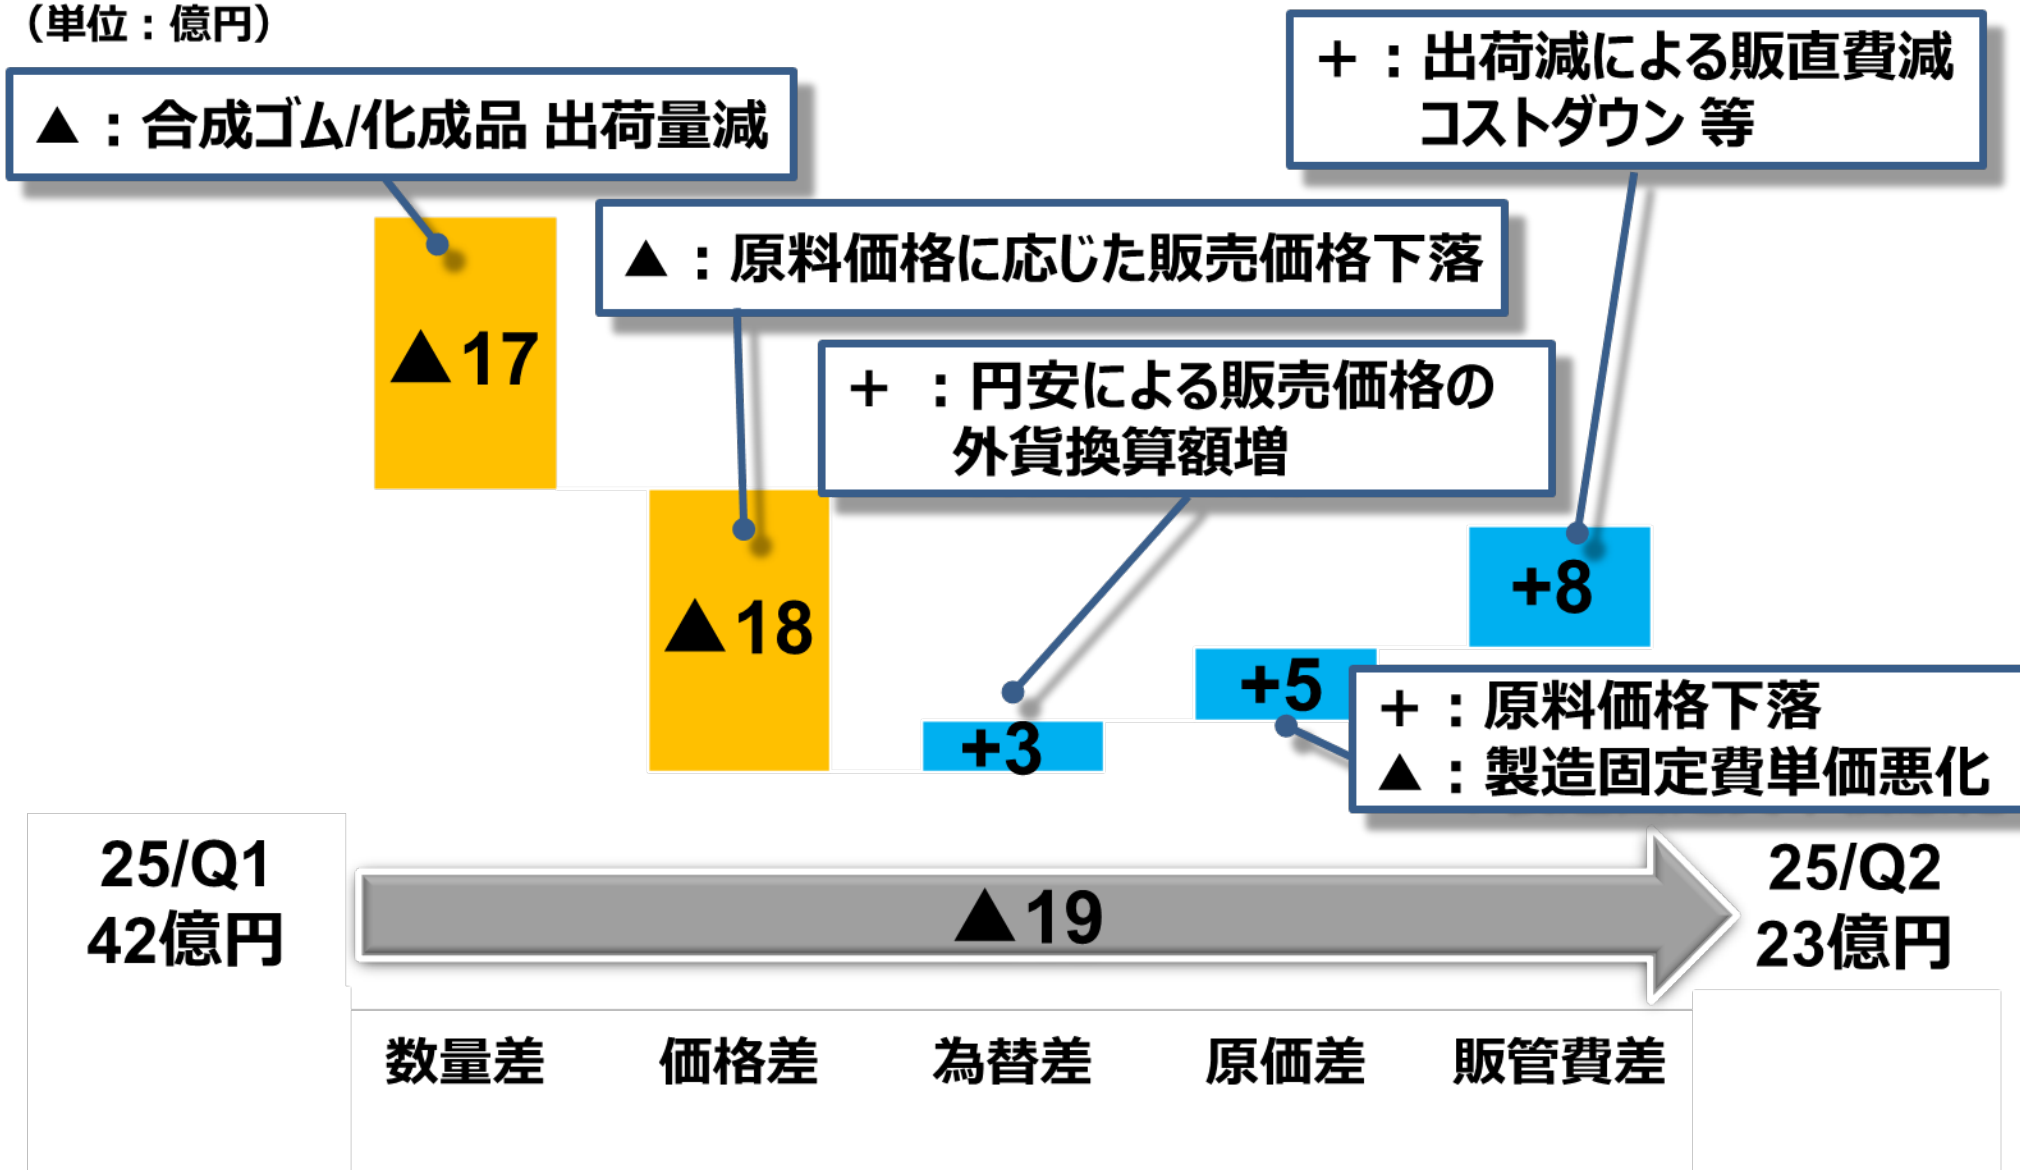 （単位：億円）
▲：合成ゴム/化成品 出荷量減
＋：出荷減による販直費減
コストダウン 等
▲：原料価格に応じた販売価格下落
＋ ：円安による販売価格の
外貨換算額増
▲17
▲18
+3
+5
+8
＋：原料価格下落
▲：製造固定費単価悪化
25/Q1
42億円
▲19
25/Q2
23億円
数量差
価格差
為替差
原価差
販管費差